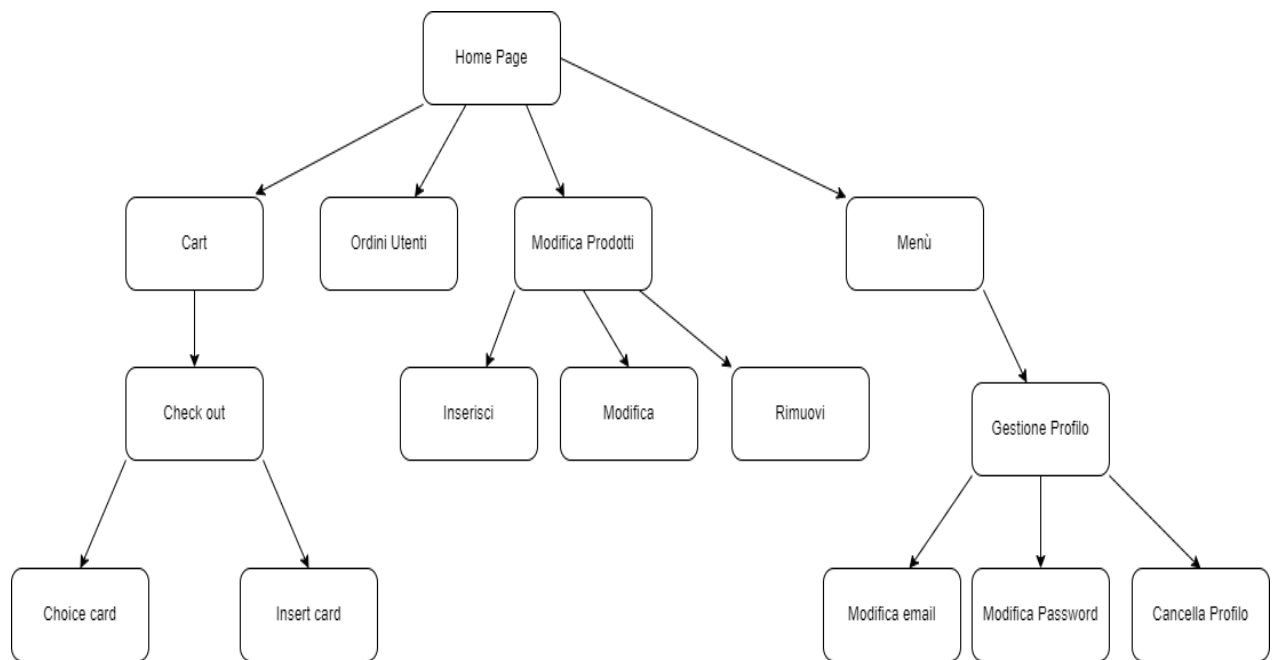 Home Page
Cart
Ordini Utenti
Modifica Prodotti
Menù
Check out
Inserisci
Modifica
Rimuovi
Gestione Profilo
Choice card
Insert card
Modifica email
Modifica Password
Cancella Profilo